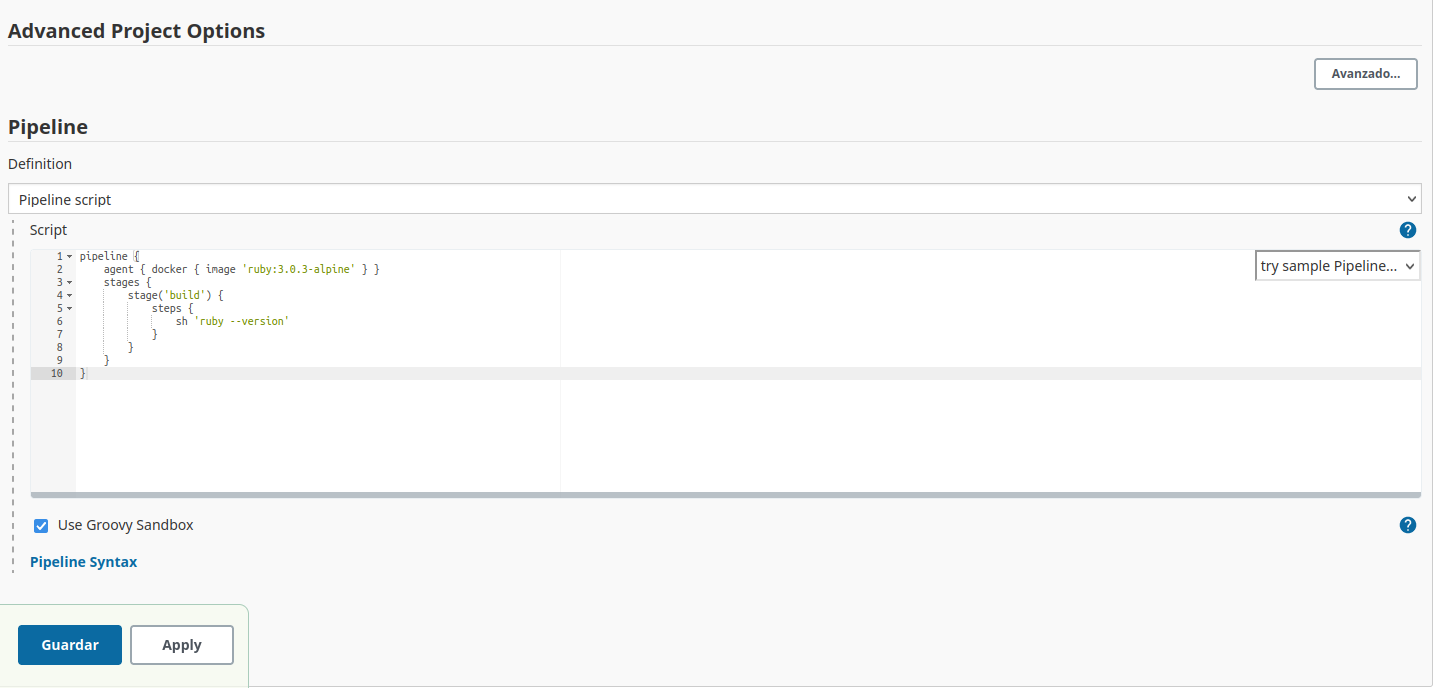 Advanced Project Options
Avanzado...
Pipeline
Definition
Pipeline script
Script
?
try sample Pipeline...
1 pipeline {
2     agent { docker { image 'ruby:3.0.3-alpine' } }
3     stages {
4         stage('build') {
5             steps {
6                 sh 'ruby --version'
7             }
8         }
9     }
10 }
Use Groovy Sandbox
?
Pipeline Syntax
Guardar
Apply